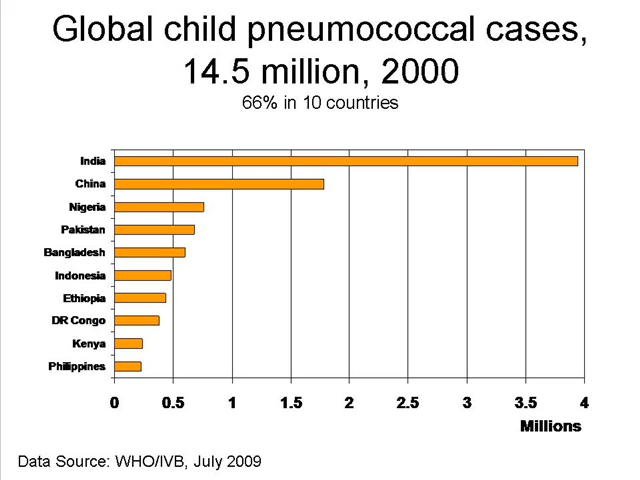 Global child pneumococcal cases,
14.5 million, 2000
66% in 10 countries
India
China
Nigeria
Pakistan
Bangladesh
Indonesia
Ethiopia
DR Congo
Kenya
Philippines
0 0.5 1 1.5 2 2.5 3 3.5 4
Millions
Data Source: WHO/IVB, July 2009